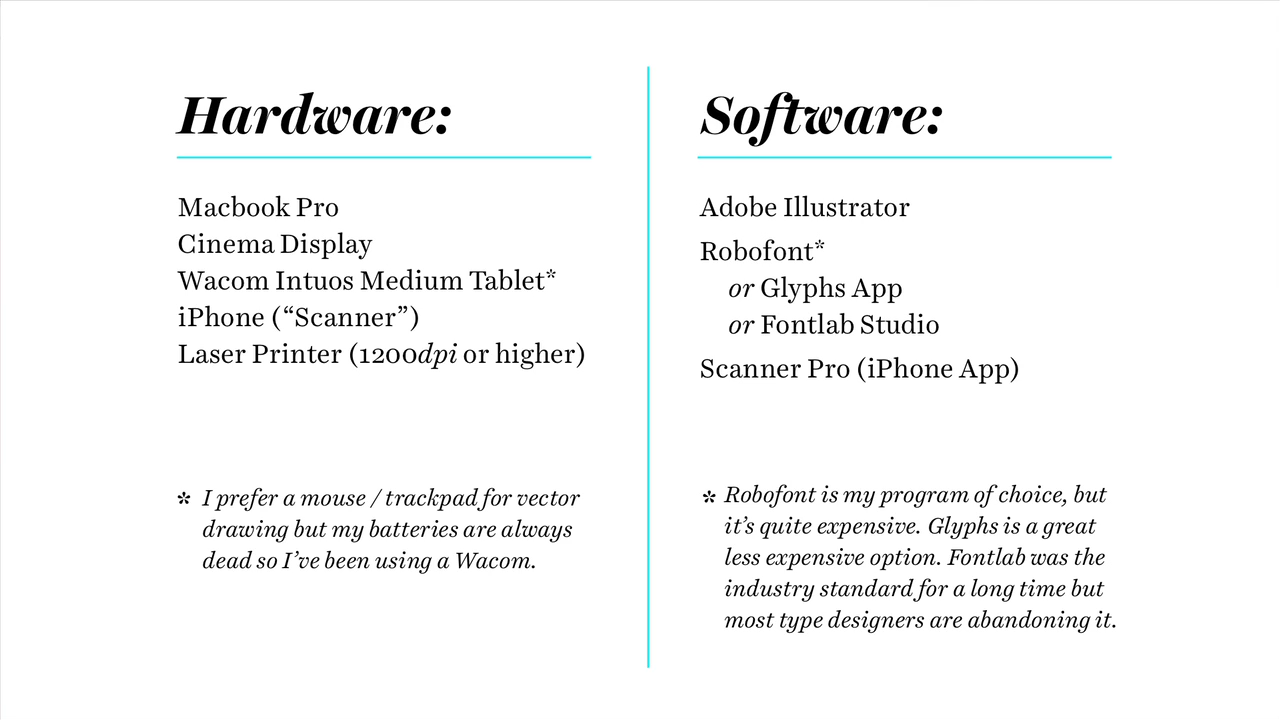 Hardware:
Macbook Pro
Cinema Display
Wacom Intuos Medium Tablet*
iPhone (“Scanner”)
Laser Printer (1200dpi or higher)
* I prefer a mouse / trackpad for vector
drawing but my batteries are always
dead so I’ve been using a Wacom.
Software:
Adobe Illustrator
Robofont*
or Glyphs App
or Fontlab Studio
Scanner Pro (iPhone App)
* Robofont is my program of choice, but
it’s quite expensive. Glyphs is a great
less expensive option. Fontlab was the
industry standard for a long time but
most type designers are abandoning it.